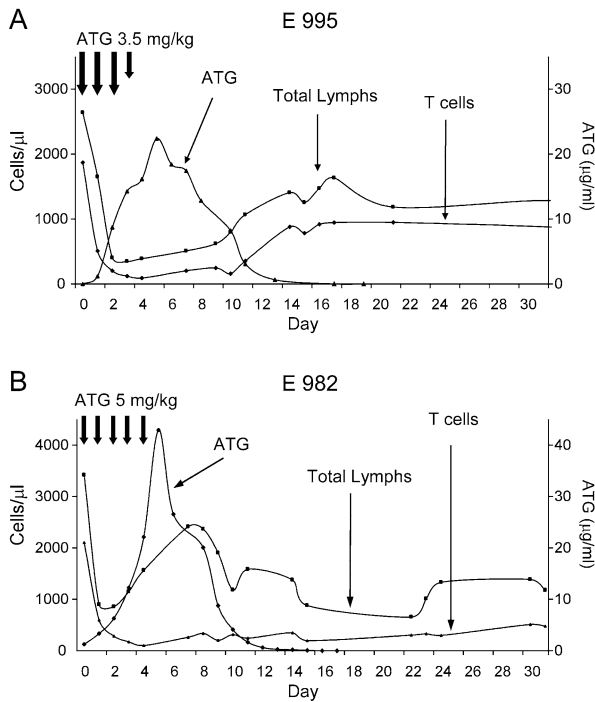 A
E 995
ATG 3.5 mg/kg
ATG
Total Lymphs
T cells
Cells/µl
3000
2000
1000
0
30
20
10
0
ATG (µg/ml)
0 2 4 6 8 10 12 14 16 18 20 22 24 26 30
Day
B
E 982
ATG 5 mg/kg
ATG
Total Lymphs
T cells
Cells/µl
4000
3000
2000
1000
0
40
30
20
10
0
ATG (µg/ml)
0 2 4 6 8 10 12 14 16 18 20 22 24 26 30
Day